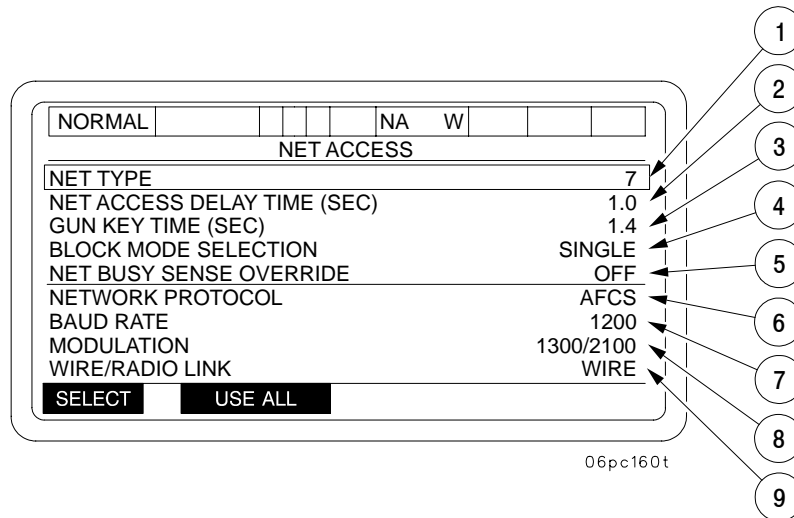 NORMAL NA W
NET ACCESS
NET TYPE 7
NET ACCESS DELAY TIME (SEC) 1.0
GUN KEY TIME (SEC) 1.4
BLOCK MODE SELECTION SINGLE
NET BUSY SENSE OVERRIDE OFF
NETWORK PROTOCOL AFCS
BAUD RATE 1200
MODULATION 1300/2100
WIRE/RADIO LINK WIRE
SELECT USE ALL
1
2
3
4
5
6
7
8
9
06pc160t